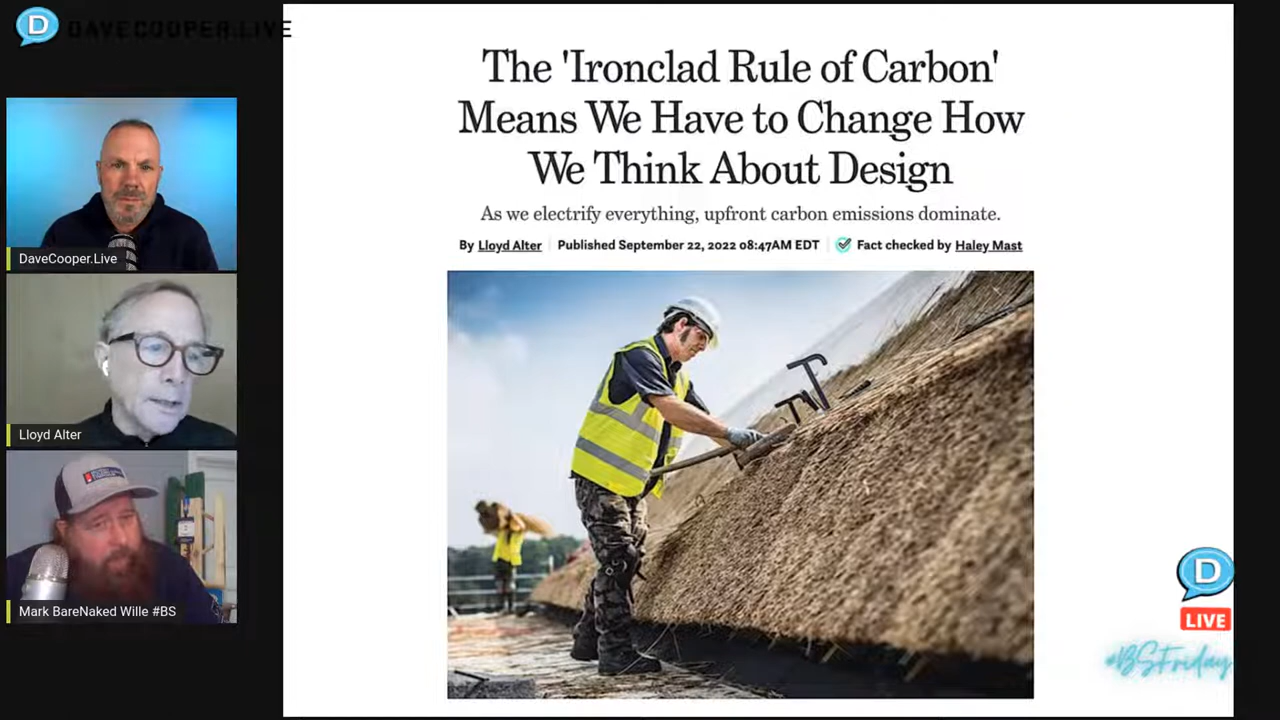 DAVECOOPER.LIVE
The 'Ironclad Rule of Carbon'
Means We Have to Change How
We Think About Design
As we electrify everything, upfront carbon emissions dominate.
By Lloyd Alter Published September 22, 2022 08:47AM EDT Fact checked by Haley Mast
DaveCooper.Live
Lloyd Alter
Mark BareNaked Wille #BS
D
D
LIVE
#BSFriday